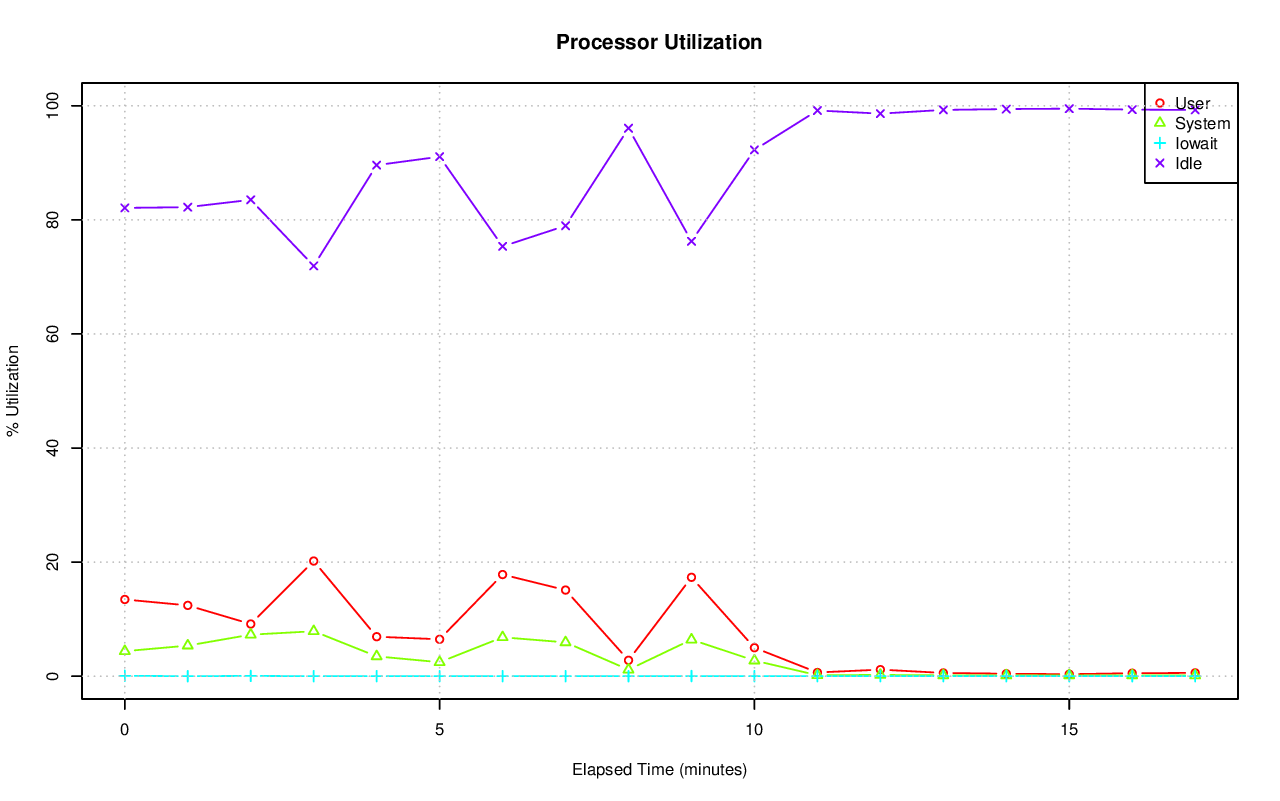 Processor Utilization
% Utilization
100
80
60
40
20
0
User
System
Iowait
Idle
0 5 10 15
Elapsed Time (minutes)